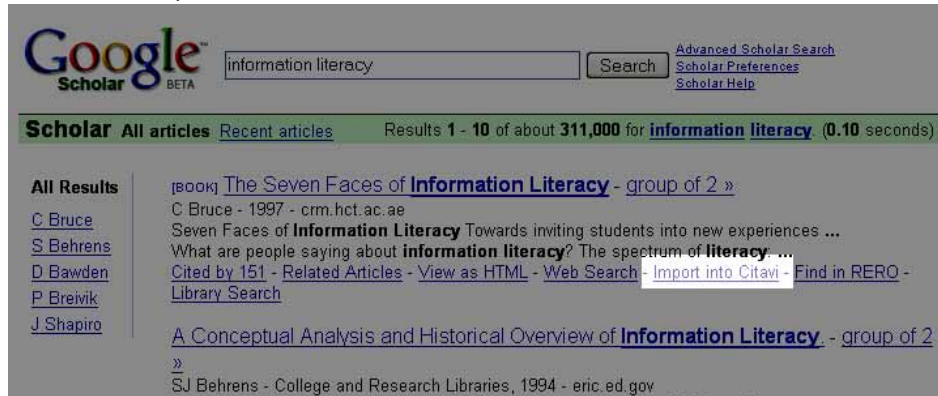 Google
Scholar BETA
information literacy
Search
Advanced Scholar Search
Scholar Preferences
Scholar Help
Scholar All articles Recent articles Results 1 - 10 of about 311,000 for information literacy. (0.10 seconds)
All Results
C Bruce
S Behrens
D Bawden
P Breivik
J Shapiro
[BOOK] The Seven Faces of Information Literacy - group of 2 »
C Bruce - 1997 - crm.hct.ac.ae
Seven Faces of Information Literacy Towards inviting students into new experiences ...
What are people saying about information literacy? The spectrum of literacy: ...
Cited by 151 - Related Articles - View as HTML - Web Search - Import into Citavi - Find in RERO -
Library Search
A Conceptual Analysis and Historical Overview of Information Literacy. - group of 2
»
SJ Behrens - College and Research Libraries, 1994 - eric.ed.gov